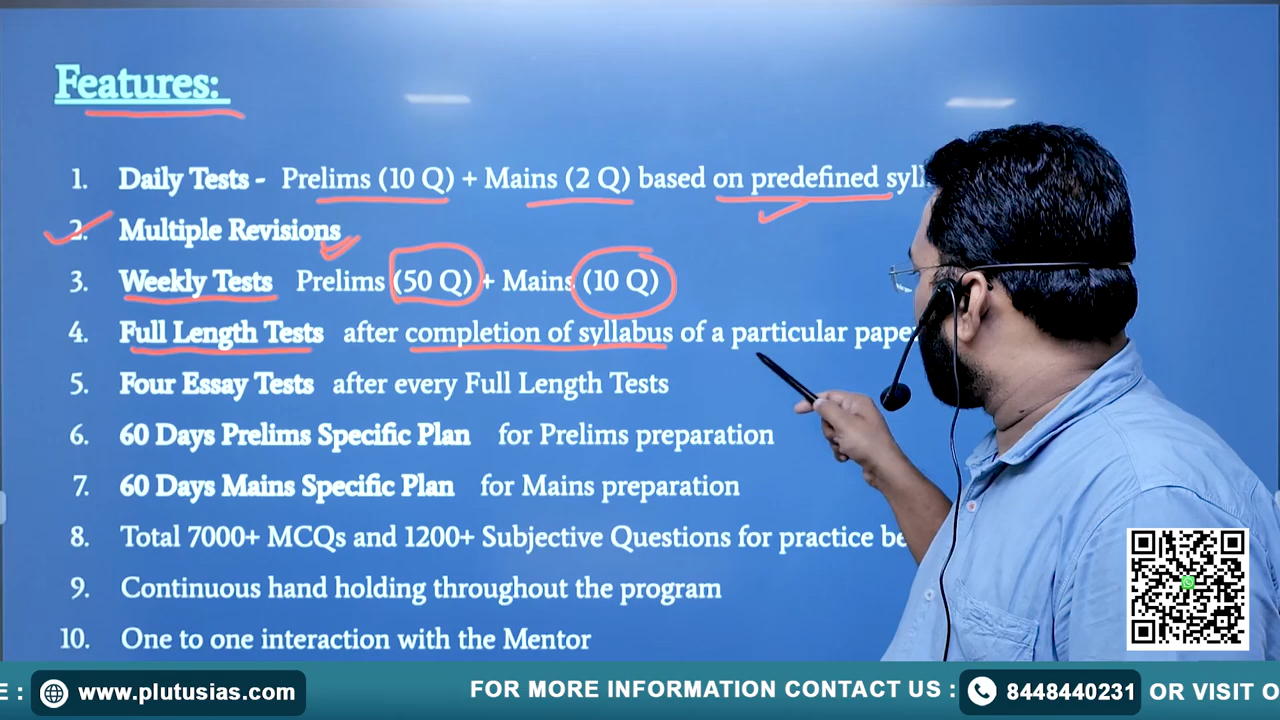 Features:
1. Daily Tests - Prelims (10 Q) + Mains (2 Q) based on predefined
2. Multiple Revisions
3. Weekly Tests Prelims (50 Q) + Mains (10 Q)
4. Full Length Tests after completion of syllabus of a particular
5. Four Essay Tests after every Full Length Tests
6. 60 Days Prelims Specific Plan for Prelims preparation
7. 60 Days Mains Specific Plan for Mains preparation
8. Total 7000+ MCQs and 1200+ Subjective Questions for practice
9. Continuous hand holding throughout the program
10. One to one interaction with the Mentor
E : www.plutusias.com FOR MORE INFORMATION CONTACT US : 8448440231 OR VISIT O